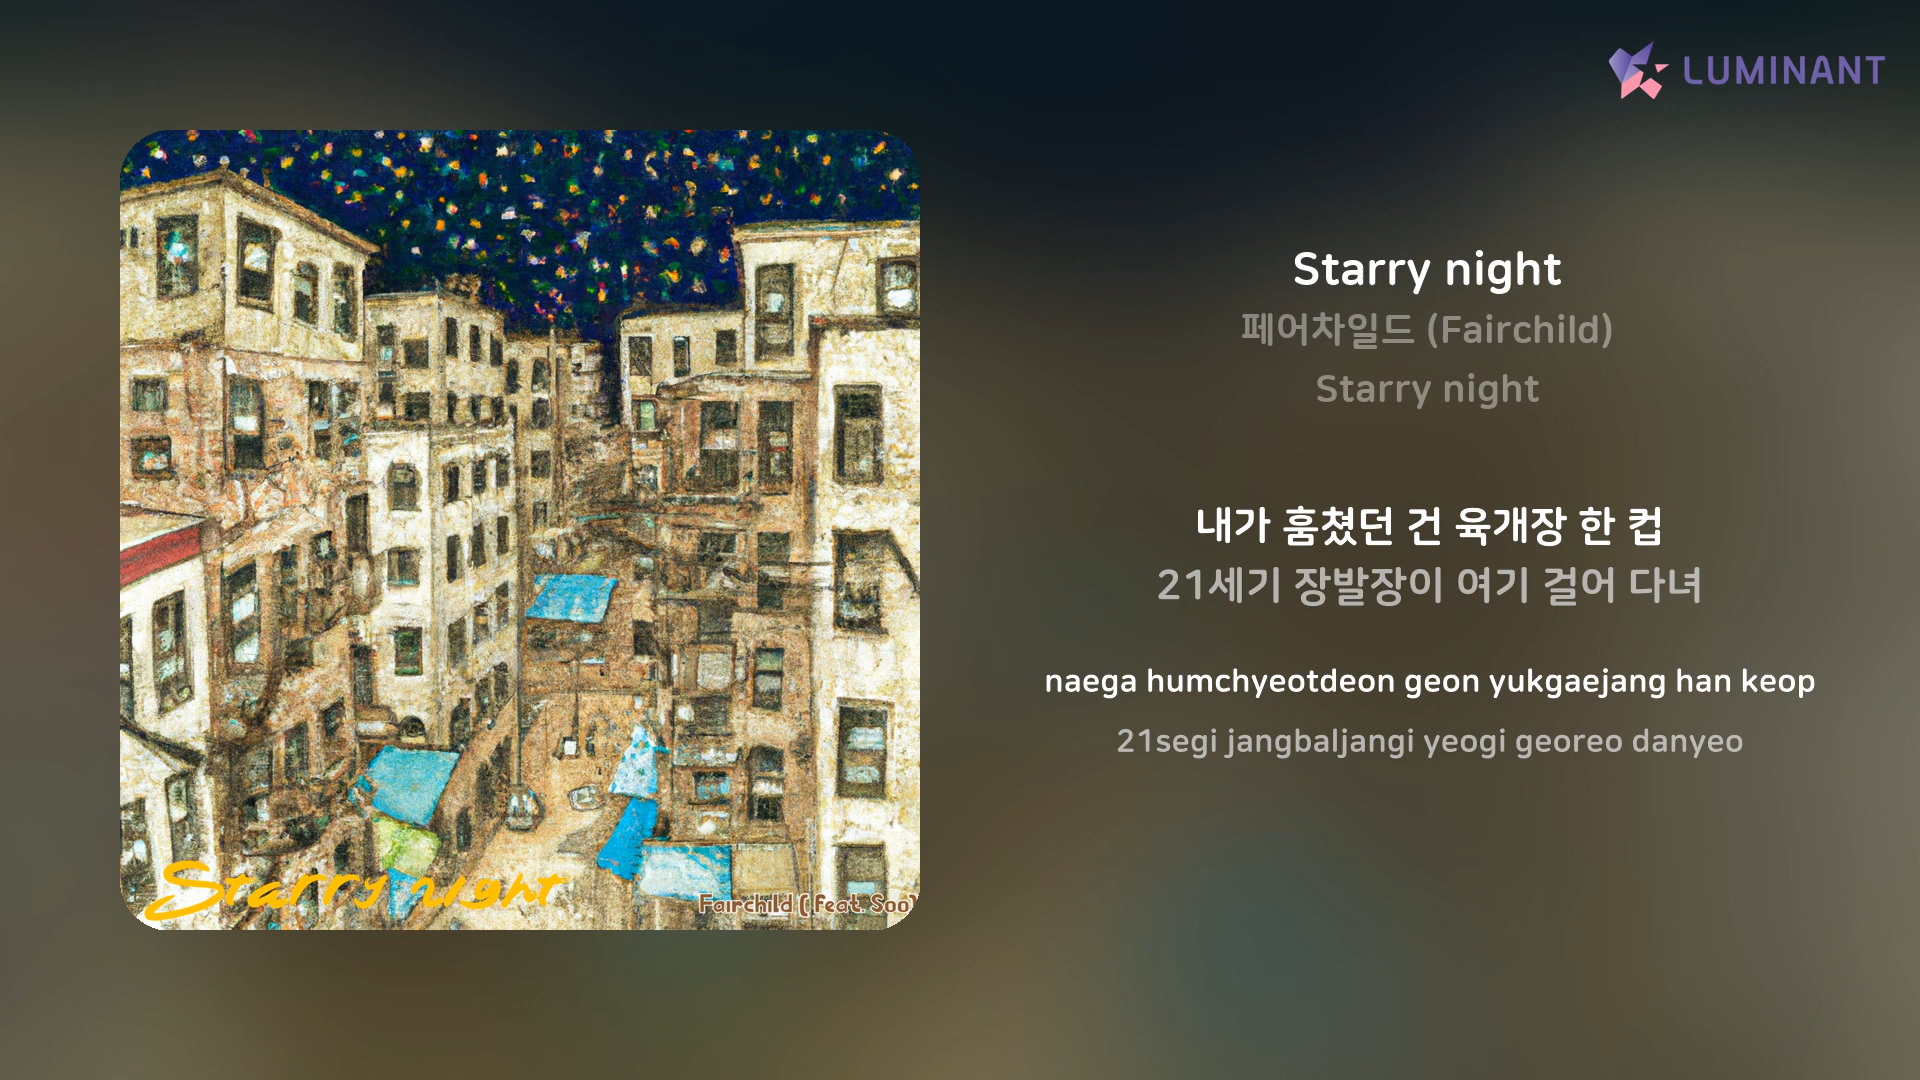 LUMINANT
Starry night
페어차일드 (Fairchild)
Starry night
내가 훔쳤던 건 육개장 한 컵
21세기 장발장이 여기 걸어 다녀
naega humchyeotdeon geon yukgaejang han keop
21segi jangbaljangi yeogi georeo danyeo
Starry night
Fairchild ( feat. Soo)